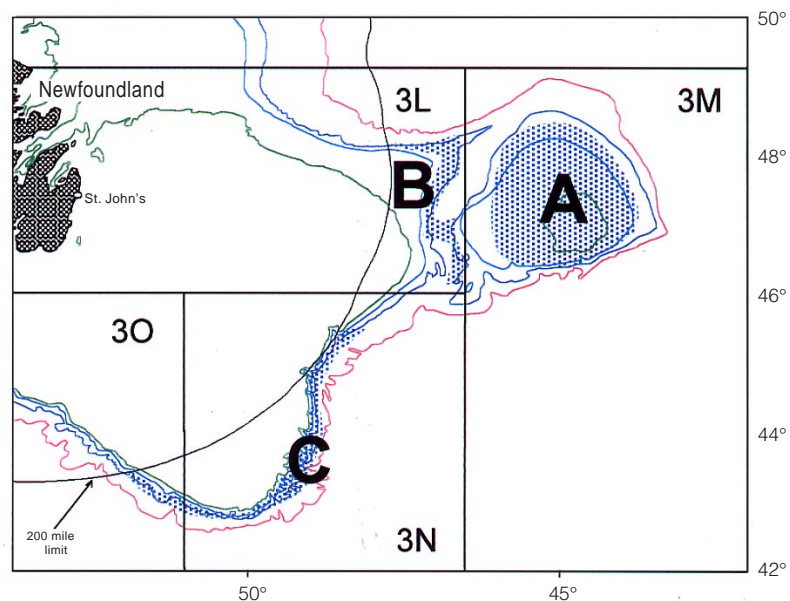 50°
Newfoundland
3L
3M
48°
B
A
St. John's
46°
3O
44°
C
200 mile
limit
3N
42°
50°
45°